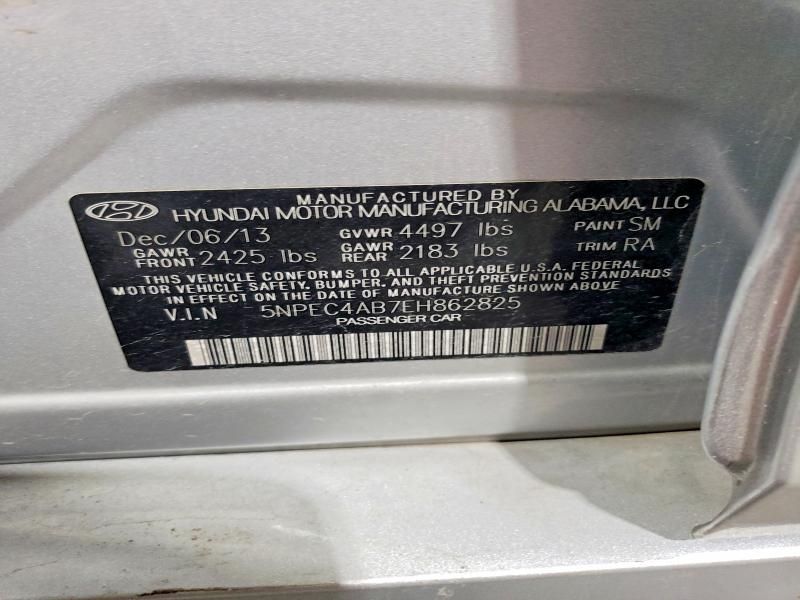 MANUFACTURED BY
HYUNDAI MOTOR MANUFACTURING ALABAMA, LLC
Dec/06/13 GVWR 4497 lbs PAINT SM
GAWR FRONT 2425 lbs GAWR REAR 2183 lbs TRIM RA
THIS VEHICLE CONFORMS TO ALL APPLICABLE U.S.A. FEDERAL
MOTOR VEHICLE SAFETY, BUMPER, AND THEFT PREVENTION STANDARDS
IN EFFECT ON THE DATE OF MANUFACTURE SHOWN ABOVE
V.I.N 5NPEC4AB7EH862825
PASSENGER CAR